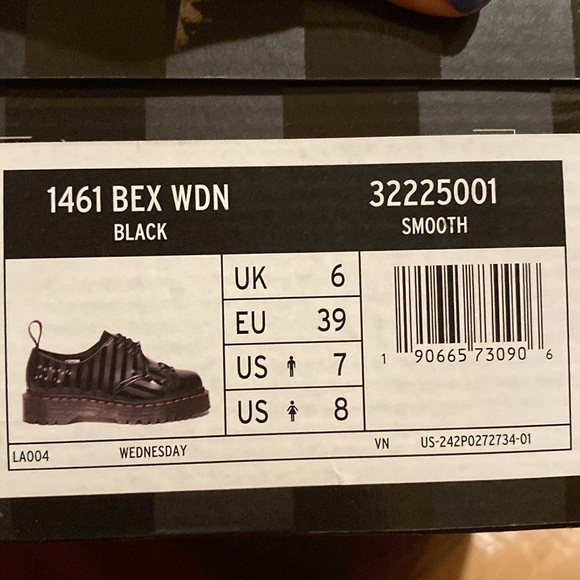 1461 BEX WDN
BLACK
32225001
SMOOTH
UK 6
EU 39
US 7
US 8
1 90665 73090 6
LA004 WEDNESDAY VN US-242P0272734-01